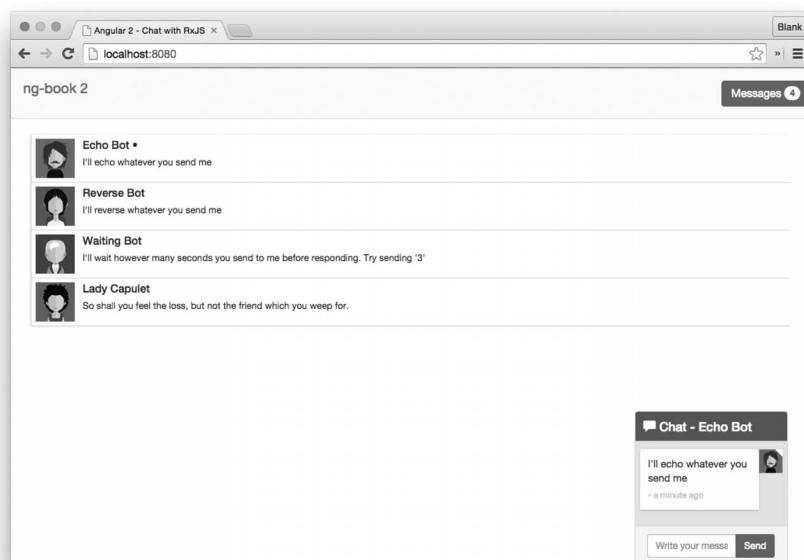 Angular 2 - Chat with RxJS ×
Blank
localhost:8080
ng-book 2
Messages 4
Echo Bot •
I'll echo whatever you send me
Reverse Bot
I'll reverse whatever you send me
Waiting Bot
I'll wait however many seconds you send to me before responding. Try sending '3'
Lady Capulet
So shall you feel the loss, but not the friend which you weep for.
Chat - Echo Bot
I'll echo whatever you
send me
• a minute ago
Write your messa
Send